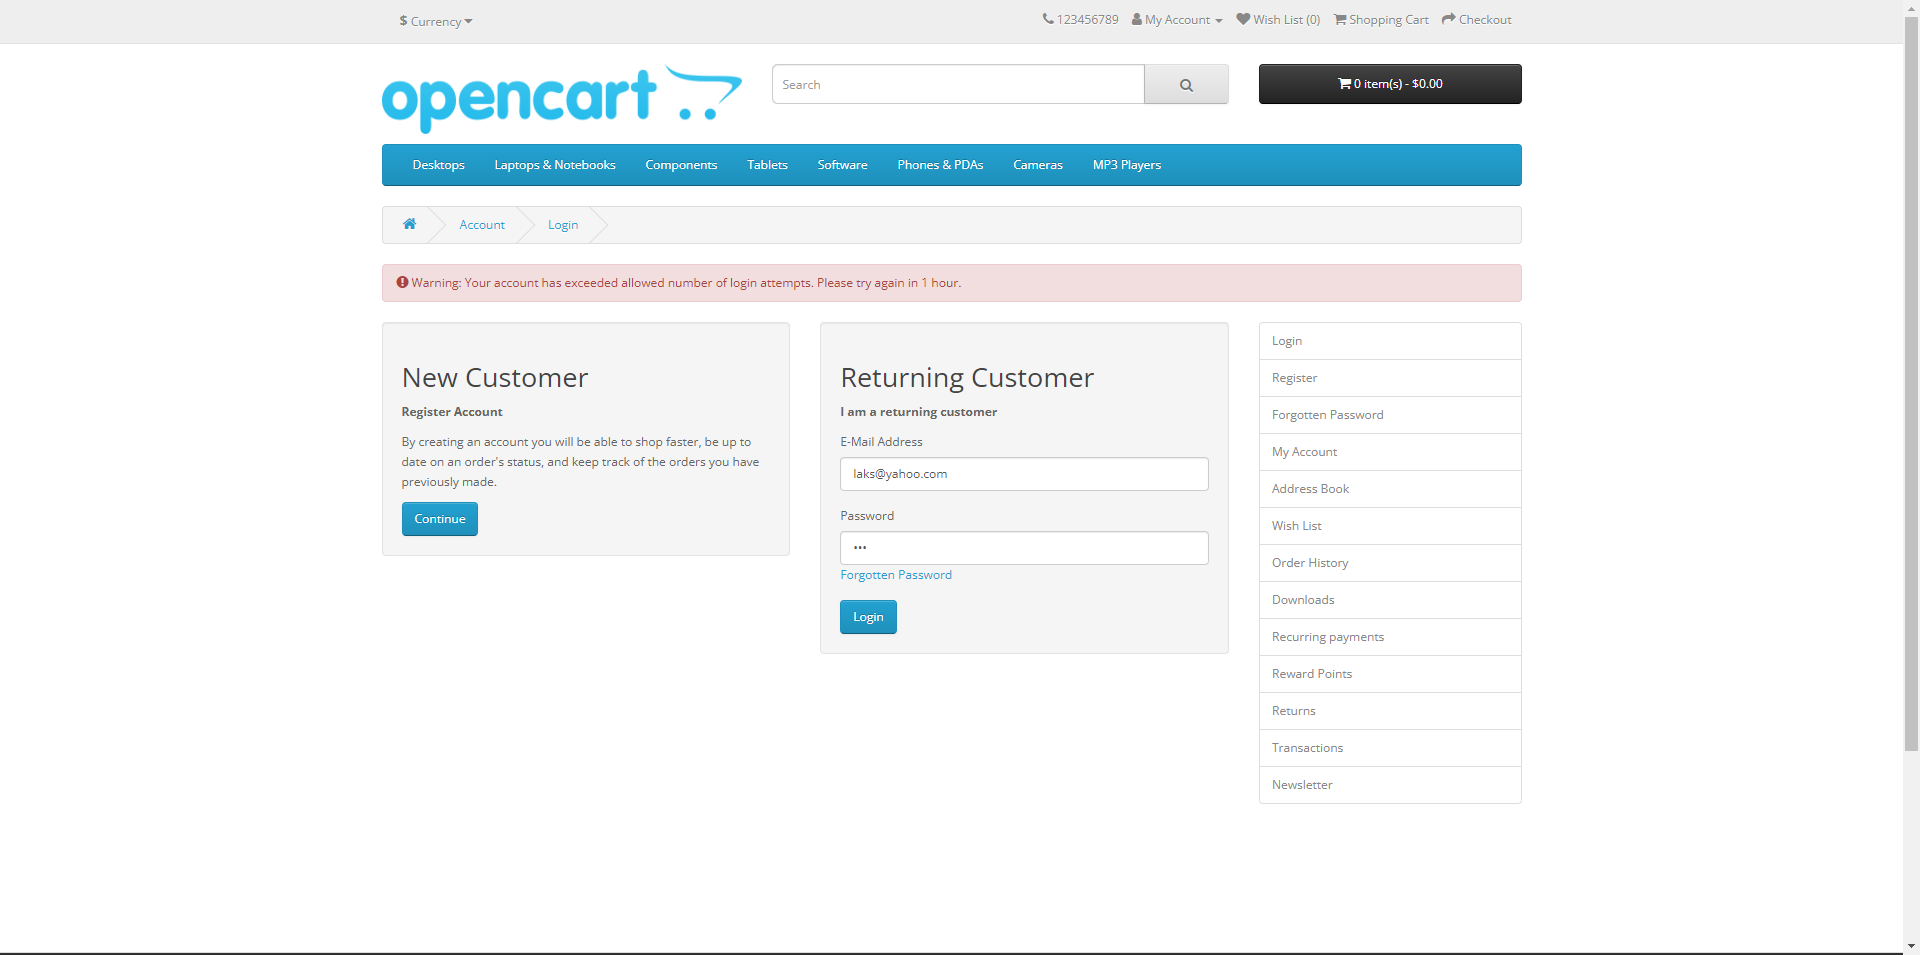 $ Currency
123456789 My Account Wish List (0) Shopping Cart Checkout
opencart
Search
0 item(s) - $0.00
Desktops Laptops & Notebooks Components Tablets Software Phones & PDAs Cameras MP3 Players
Account Login
Warning: Your account has exceeded allowed number of login attempts. Please try again in 1 hour.
New Customer
Register Account
By creating an account you will be able to shop faster, be up to
date on an order's status, and keep track of the orders you have
previously made.
Continue
Returning Customer
I am a returning customer
E-Mail Address
laks@yahoo.com
Password
•••
Forgotten Password
Login
Login
Register
Forgotten Password
My Account
Address Book
Wish List
Order History
Downloads
Recurring payments
Reward Points
Returns
Transactions
Newsletter